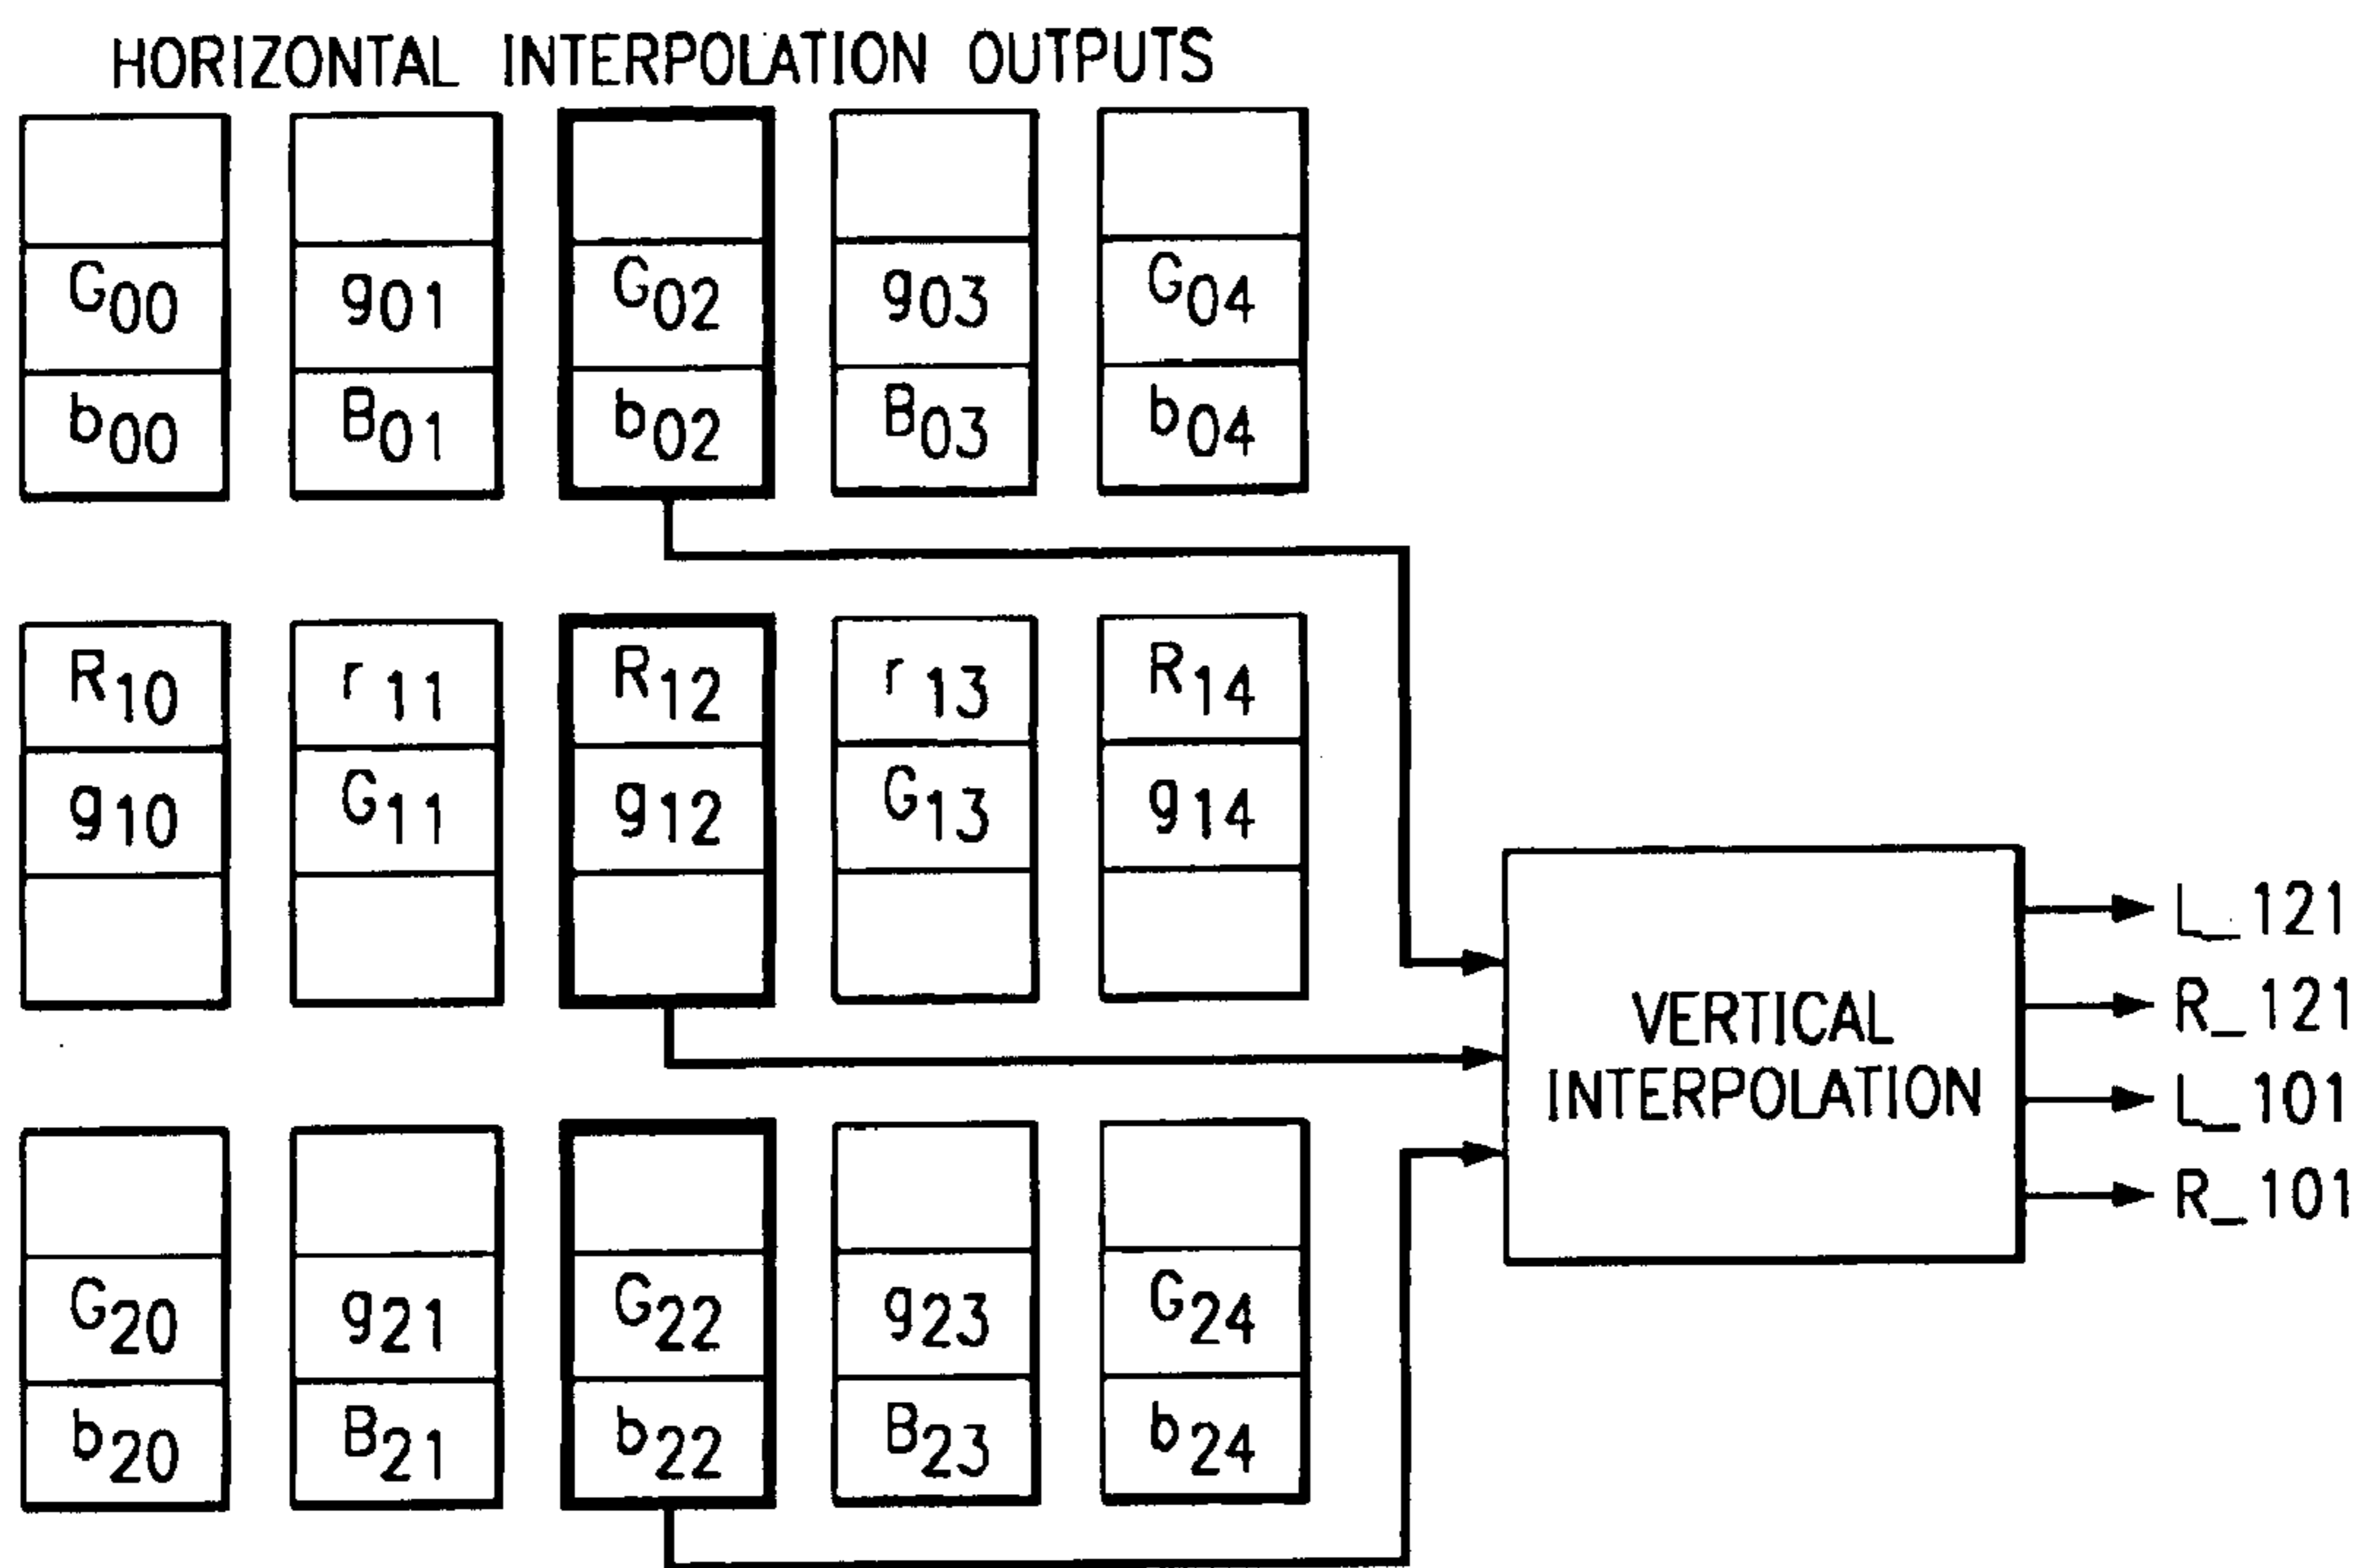 HORIZONTAL INTERPOLATION OUTPUTS
G00 g01 G02 g03 G04
b00 B01 b02 B03 b04
R10 r11 R12 r13 R14
g10 G11 g12 G13 g14
G20 g21 G22 g23 G24
b20 B21 b22 B23 b24
VERTICAL
INTERPOLATION
L_121
R_121
L_101
R_101